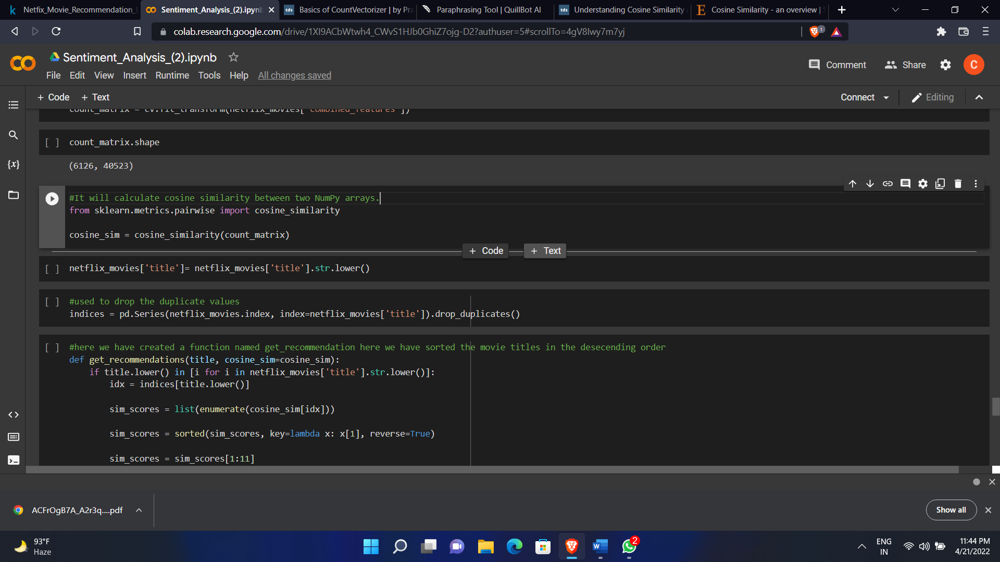 Netfix_Movie_Recommendation_
Sentiment_Analysis_(2).ipynb
Basics of CountVectorizer | by Pra
Paraphrasing Tool | QuillBot AI
Understanding Cosine Similarity
Cosine Similarity - an overview |
colab.research.google.com/drive/1XI9ACbWtwh4_CWvS1HJb0GhiZ7ojg-D2?authuser=5#scrollTo=4gV8Iwy7m7yj
1
Sentiment_Analysis_(2).ipynb
Comment
Share
C
File Edit View Insert Runtime Tools Help All changes saved
+ Code + Text
Connect
Editing
count_matrix = cv.fit_transform(netflix_movies["combined_features"])
[ ] count_matrix.shape
(6126, 40523)
#It will calculate cosine similarity between two NumPy arrays.
from sklearn.metrics.pairwise import cosine_similarity
cosine_sim = cosine_similarity(count_matrix)
+ Code
+ Text
[ ] netflix_movies['title']= netflix_movies['title'].str.lower()
[ ] #used to drop the duplicate values
indices = pd.Series(netflix_movies.index, index=netflix_movies['title']).drop_duplicates()
[ ] #here we have created a function named get_recommendation here we have sorted the movie titles in the desecending order
def get_recommendations(title, cosine_sim=cosine_sim):
if title.lower() in [i for i in netflix_movies['title'].str.lower()]:
idx = indices[title.lower()]
sim_scores = list(enumerate(cosine_sim[idx]))
sim_scores = sorted(sim_scores, key=lambda x: x[1], reverse=True)
sim_scores = sim_scores[1:11]
ACFrOgB7A_A2r3q....pdf
Show all
93°F
Haze
2
ENG
IN
11:44 PM
4/21/2022